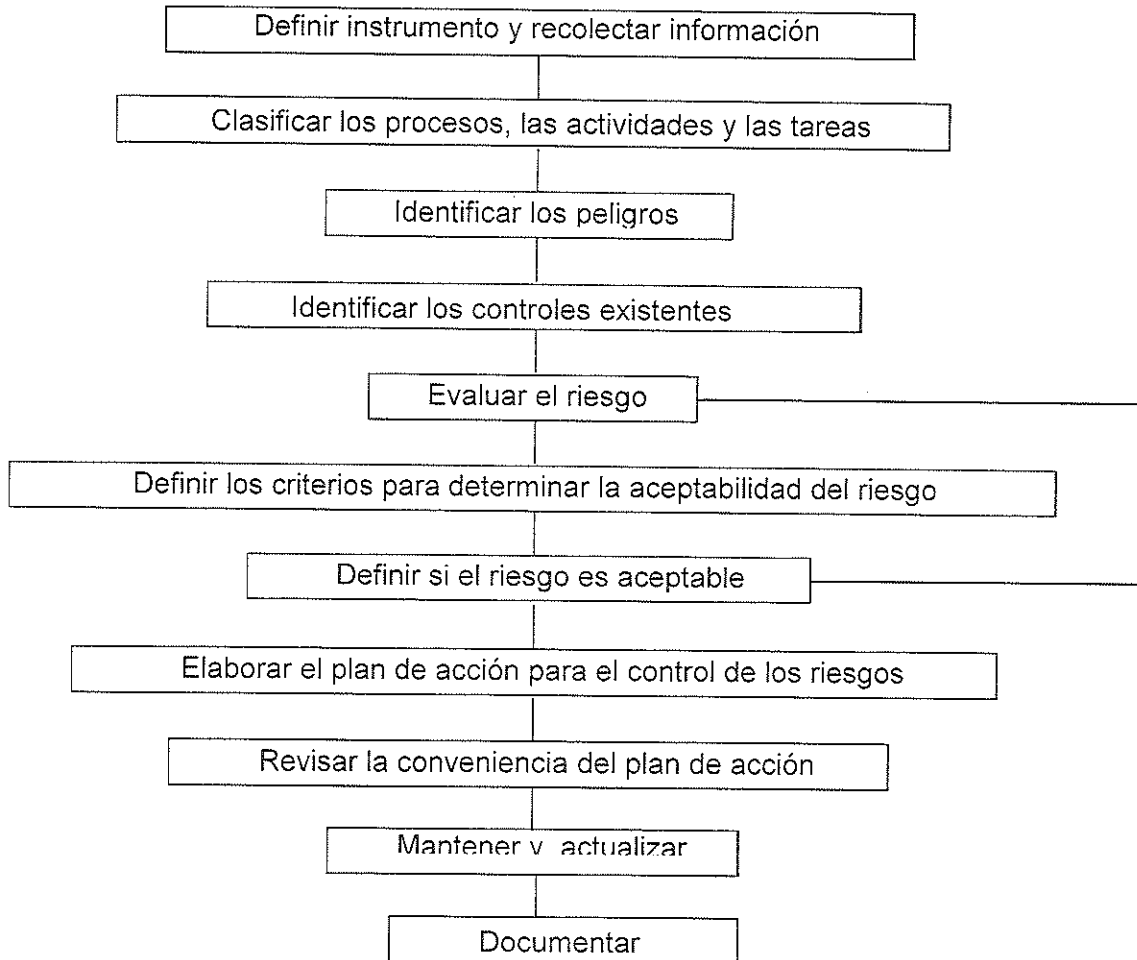 Definir instrumento y recolectar información
Clasificar los procesos, las actividades y las tareas
Identificar los peligros
Identificar los controles existentes
Evaluar el riesgo
Definir los criterios para determinar la aceptabilidad del riesgo
Definir si el riesgo es aceptable
Elaborar el plan de acción para el control de los riesgos
Revisar la conveniencia del plan de acción
Mantener y actualizar
Documentar